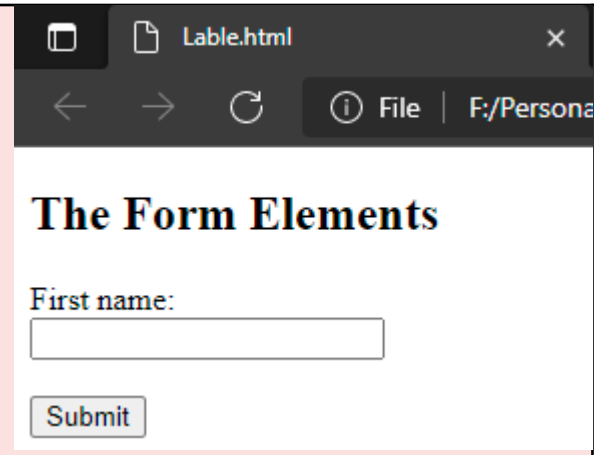 Lable.html
File F:/Persona
The Form Elements
First name:
Submit